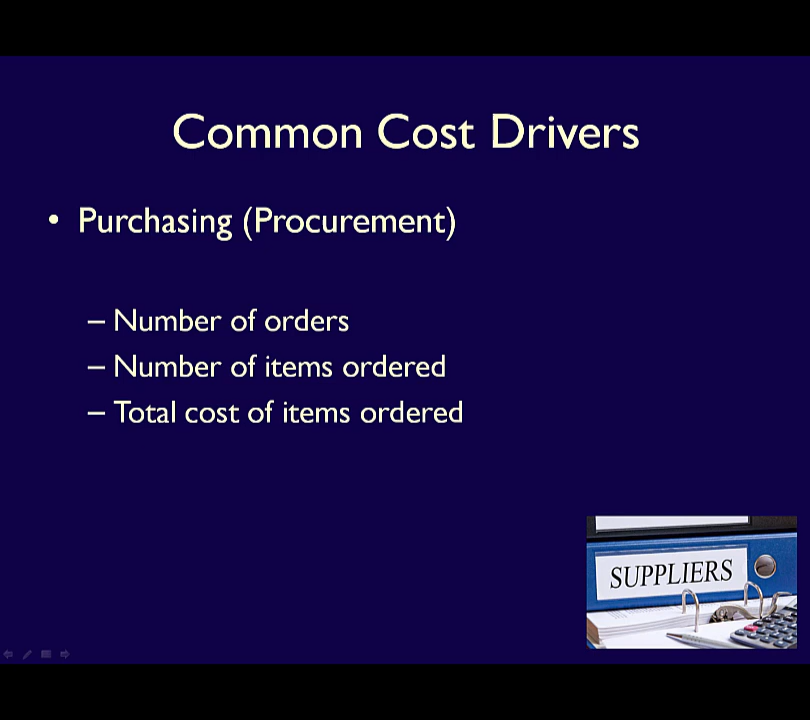 Common Cost Drivers
• Purchasing (Procurement)
– Number of orders
– Number of items ordered
– Total cost of items ordered
SUPPLIERS